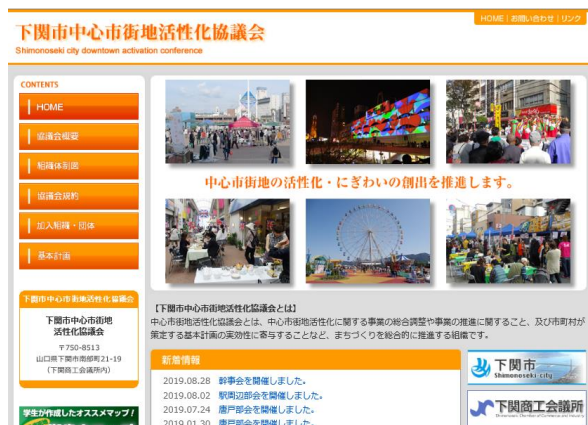 HOME | お問い合わせ | リンク
下関市中心市街地活性化協議会
Shimonoseki city downtown activation conference
CONTENTS
HOME
協議会概要
組織体制図
協議会規約
加入組織・団体
基本計画
中心市街地の活性化・にぎわいの創出を推進します。
下関市中心市街地活性化協議会
下関市中心市街地
活性化協議会
〒750-8513
山口県下関市南部町21-19
(下関商工会議所内)
学生が作成したオススメマップ!
【下関市中心市街地活性化協議会とは】
中心市街地活性化協議会とは、中心市街地活性化に関する事業の総合調整や事業の推進に関すること、及び市町村が
策定する基本計画の実効性に寄与することなど、まちづくりを総合的に推進する組織です。
新着情報
2019.08.28 幹事会を開催しました。
2019.08.02 駅周辺部会を開催しました。
2019.07.24 唐戸部会を開催しました。
2019.01.30 唐戸部会を開催しました。
下関市
Shimonoseki-city
下関商工会議所